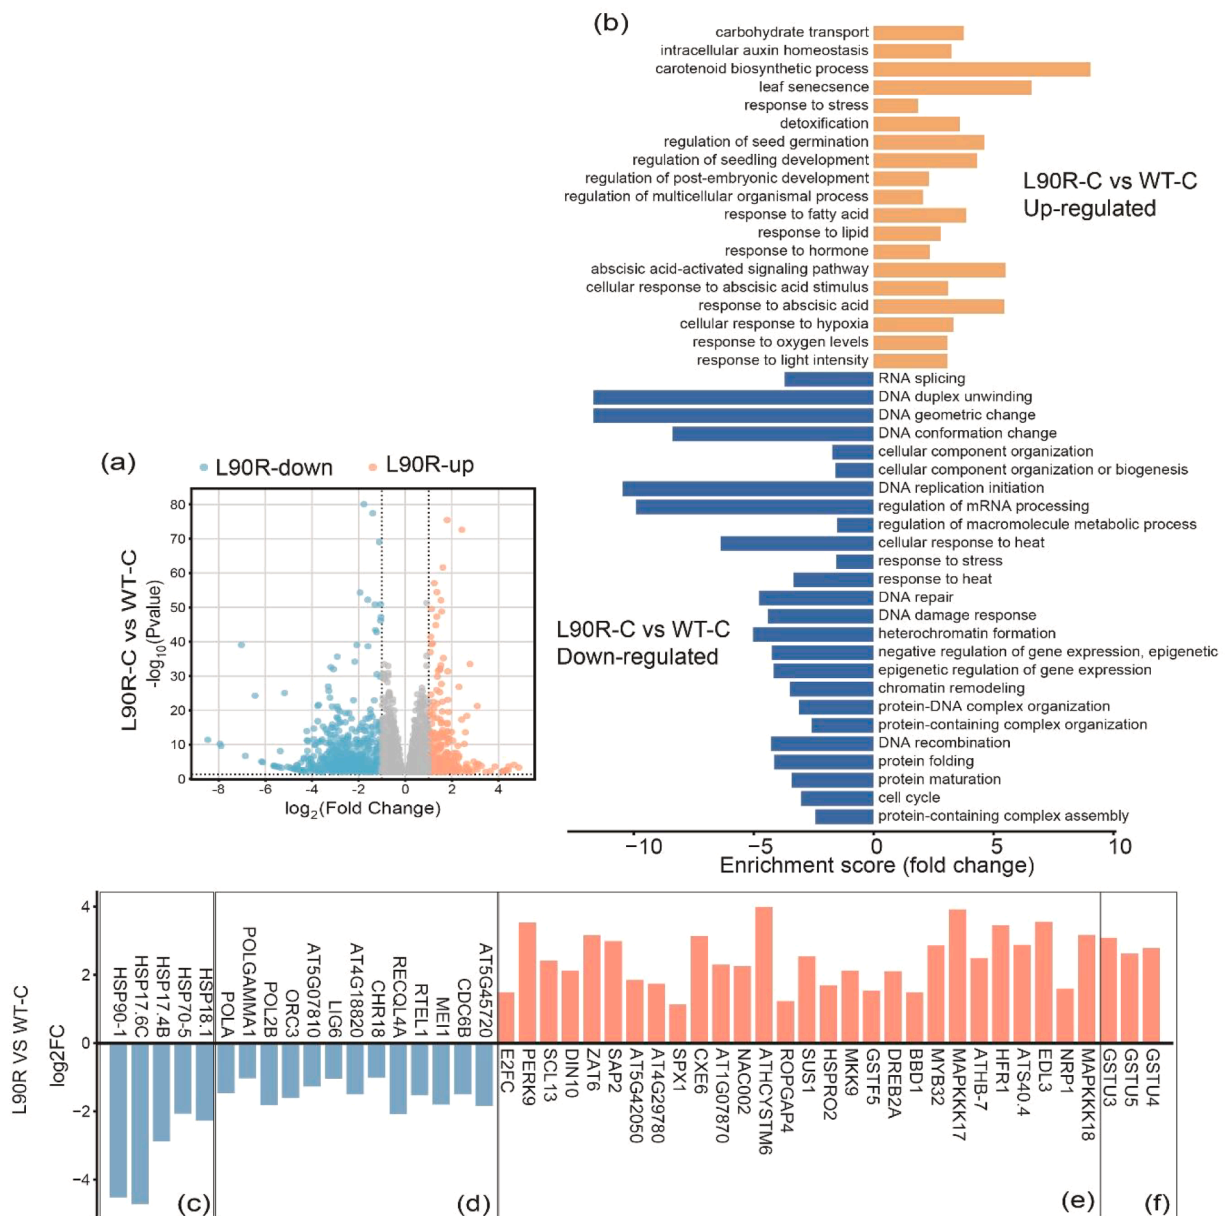 (b)
carbohydrate transport
intracellular auxin homeostasis
carotenoid biosynthetic process
leaf senecsence
response to stress
detoxification
regulation of seed germination
regulation of seedling development
regulation of post-embryonic development
regulation of multicellular organismal process
response to fatty acid
response to lipid
response to hormone
abscisic acid-activated signaling pathway
cellular response to abscisic acid stimulus
response to abscisic acid
cellular response to hypoxia
response to oxygen levels
response to light intensity
L90R-C vs WT-C
Up-regulated
RNA splicing
DNA duplex unwinding
DNA geometric change
DNA conformation change
cellular component organization
cellular component organization or biogenesis
DNA replication initiation
regulation of mRNA processing
regulation of macromolecule metabolic process
cellular response to heat
response to stress
response to heat
DNA repair
DNA damage response
heterochromatin formation
negative regulation of gene expression, epigenetic
epigenetic regulation of gene expression
chromatin remodeling
protein-DNA complex organization
protein-containing complex organization
DNA recombination
protein folding
protein maturation
cell cycle
protein-containing complex assembly
L90R-C vs WT-C
Down-regulated
−10 −5 0 5 10
Enrichment score (fold change)
(a)
L90R-down L90R-up
L90R-C vs WT-C
-log10(Pvalue)
80
70
60
50
40
30
20
10
0
-8 -6 -4 -2 0 2 4
log2(Fold Change)
L90R VS WT-C
log2FC
4
2
0
−2
−4
HSP90-1
HSP17.6C
HSP17.4B
HSP70-5
HSP18.1
(c)
POLA
POLGAMMA1
POL2B
ORC3
AT5G07810
LIG6
AT4G18820
CHR18
RECQL4A
RTEL1
MEI1
CDC6B
AT5G45720
(d)
E2FC
PERK9
SCL13
DIN10
ZAT6
SAP2
AT5G42050
AT4G29780
SPX1
CXE6
AT1G07870
NAC002
ATHCYSTM6
ROPGAP4
SUS1
HSPRO2
MKK9
GSTF5
DREB2A
BBD1
MYB32
MAPKKK17
ATHB-7
HFR1
ATS40.4
EDL3
NRP1
MAPKKK18
(e)
GSTU3
GSTU5
GSTU4
(f)